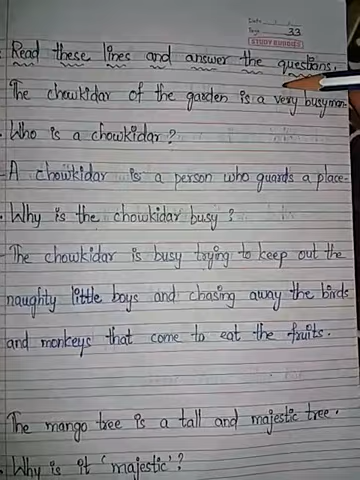 Date
Page 33
STUDY BUDDIES
Read these lines and answer the questions.
The chowkidar of the garden is a very busy man.
Who is a chowkidar?
A chowkidar is a person who guards a place.
Why is the chowkidar busy?
The chowkidar is busy trying to keep out the
naughty little boys and chasing away the birds
and monkeys that come to eat the fruits.
The mango tree is a tall and majestic tree.
Why is it 'majestic'?